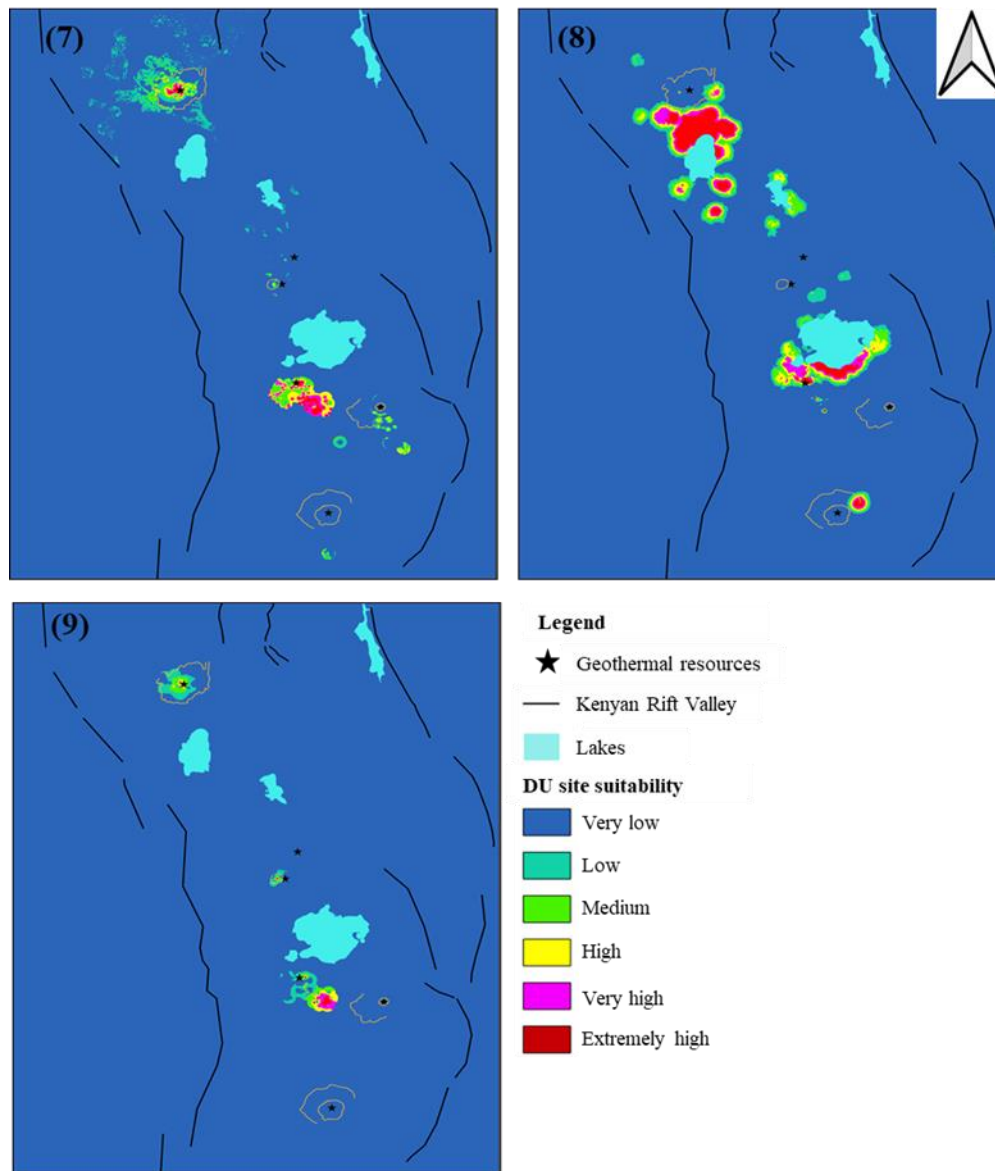 (7)
(8)
(9)
Legend
Geothermal resources
Kenyan Rift Valley
Lakes
DU site suitability
Very low
Low
Medium
High
Very high
Extremely high